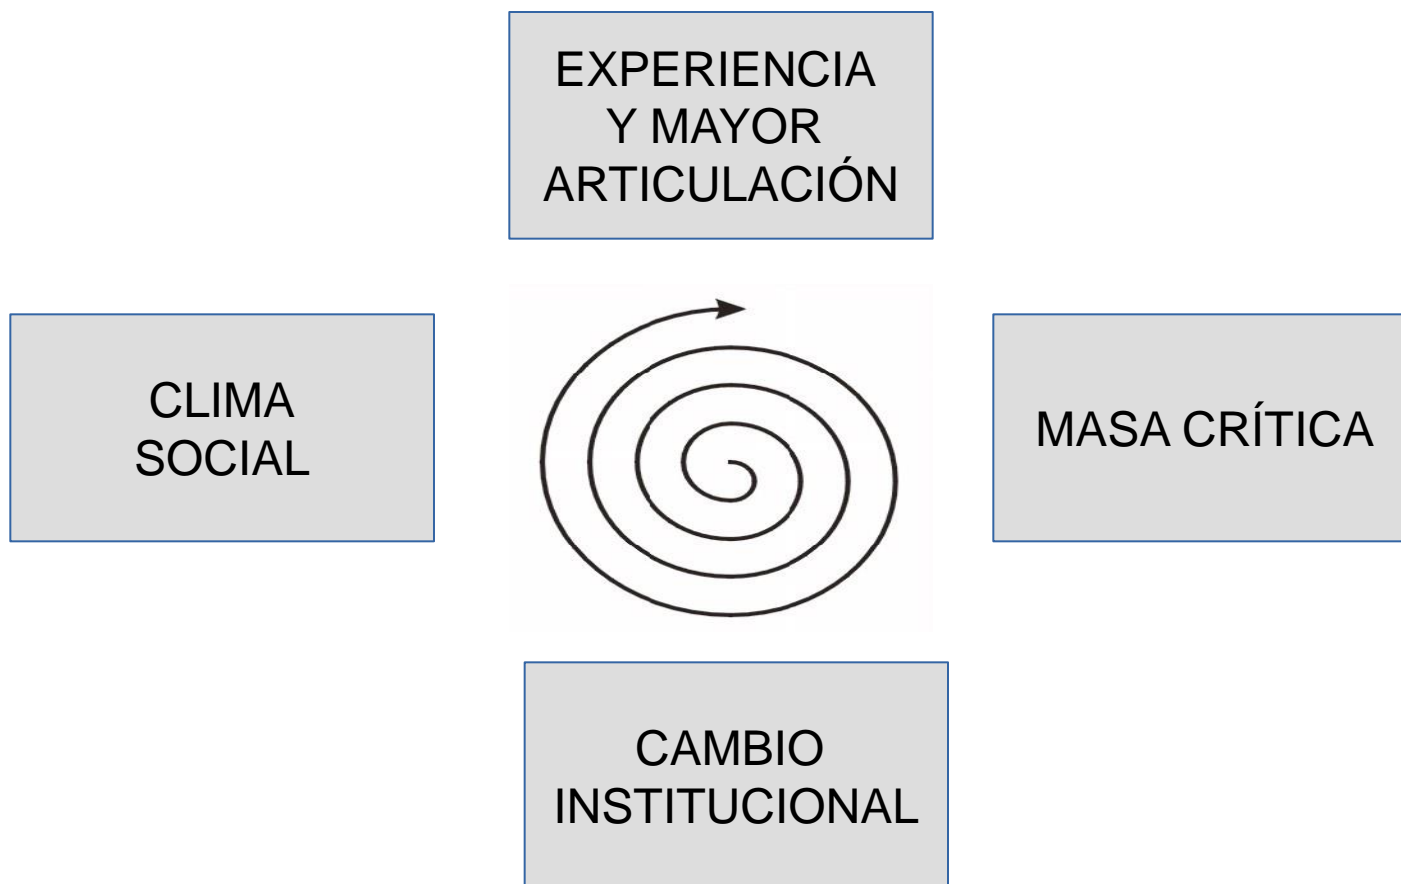 EXPERIENCIA
Y MAYOR
ARTICULACIÓN
CLIMA
SOCIAL
MASA CRÍTICA
CAMBIO
INSTITUCIONAL